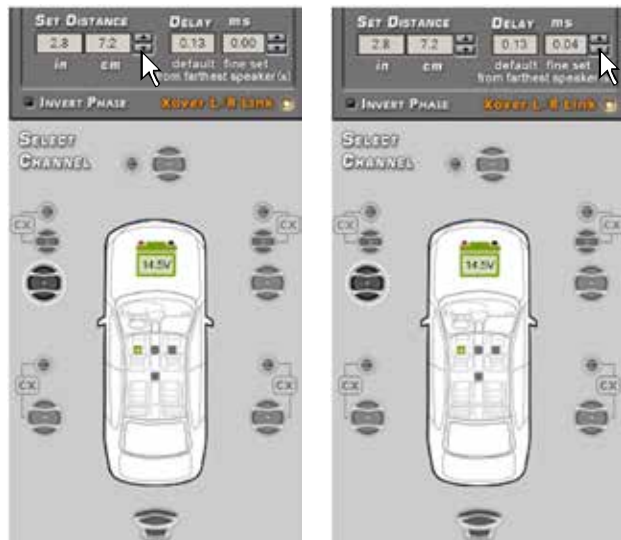 SET DISTANCE DELAY ms
2.8 7.2 0.13 0.00
in cm default fine set
from farthest speaker(s)
INVERT PHASE Xover L-R Link
SELECT
CHANNEL
CX CX
14.5V
CX CX
SET DISTANCE DELAY ms
2.8 7.2 0.13 0.04
in cm default fine set
from farthest speaker
INVERT PHASE Xover L-R Link
SELECT
CHANNEL
CX CX
14.5V
CX CX